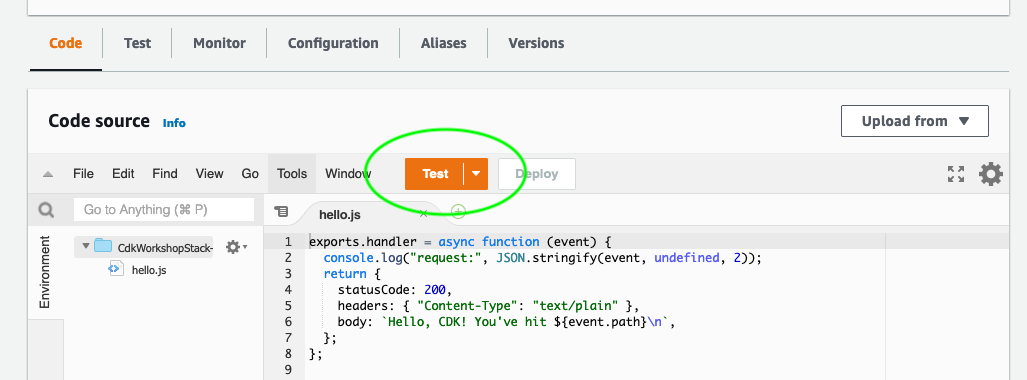 Code Test Monitor Configuration Aliases Versions
Code source Info Upload from
File Edit Find View Go Tools Window Test Deploy
Go to Anything (⌘ P) hello.js
Environment
CdkWorkshopStack-
hello.js
1 exports.handler = async function (event) {
2   console.log("request:", JSON.stringify(event, undefined, 2));
3   return {
4     statusCode: 200,
5     headers: { "Content-Type": "text/plain" },
6     body: `Hello, CDK! You've hit ${event.path}\n`,
7   };
8 };
9